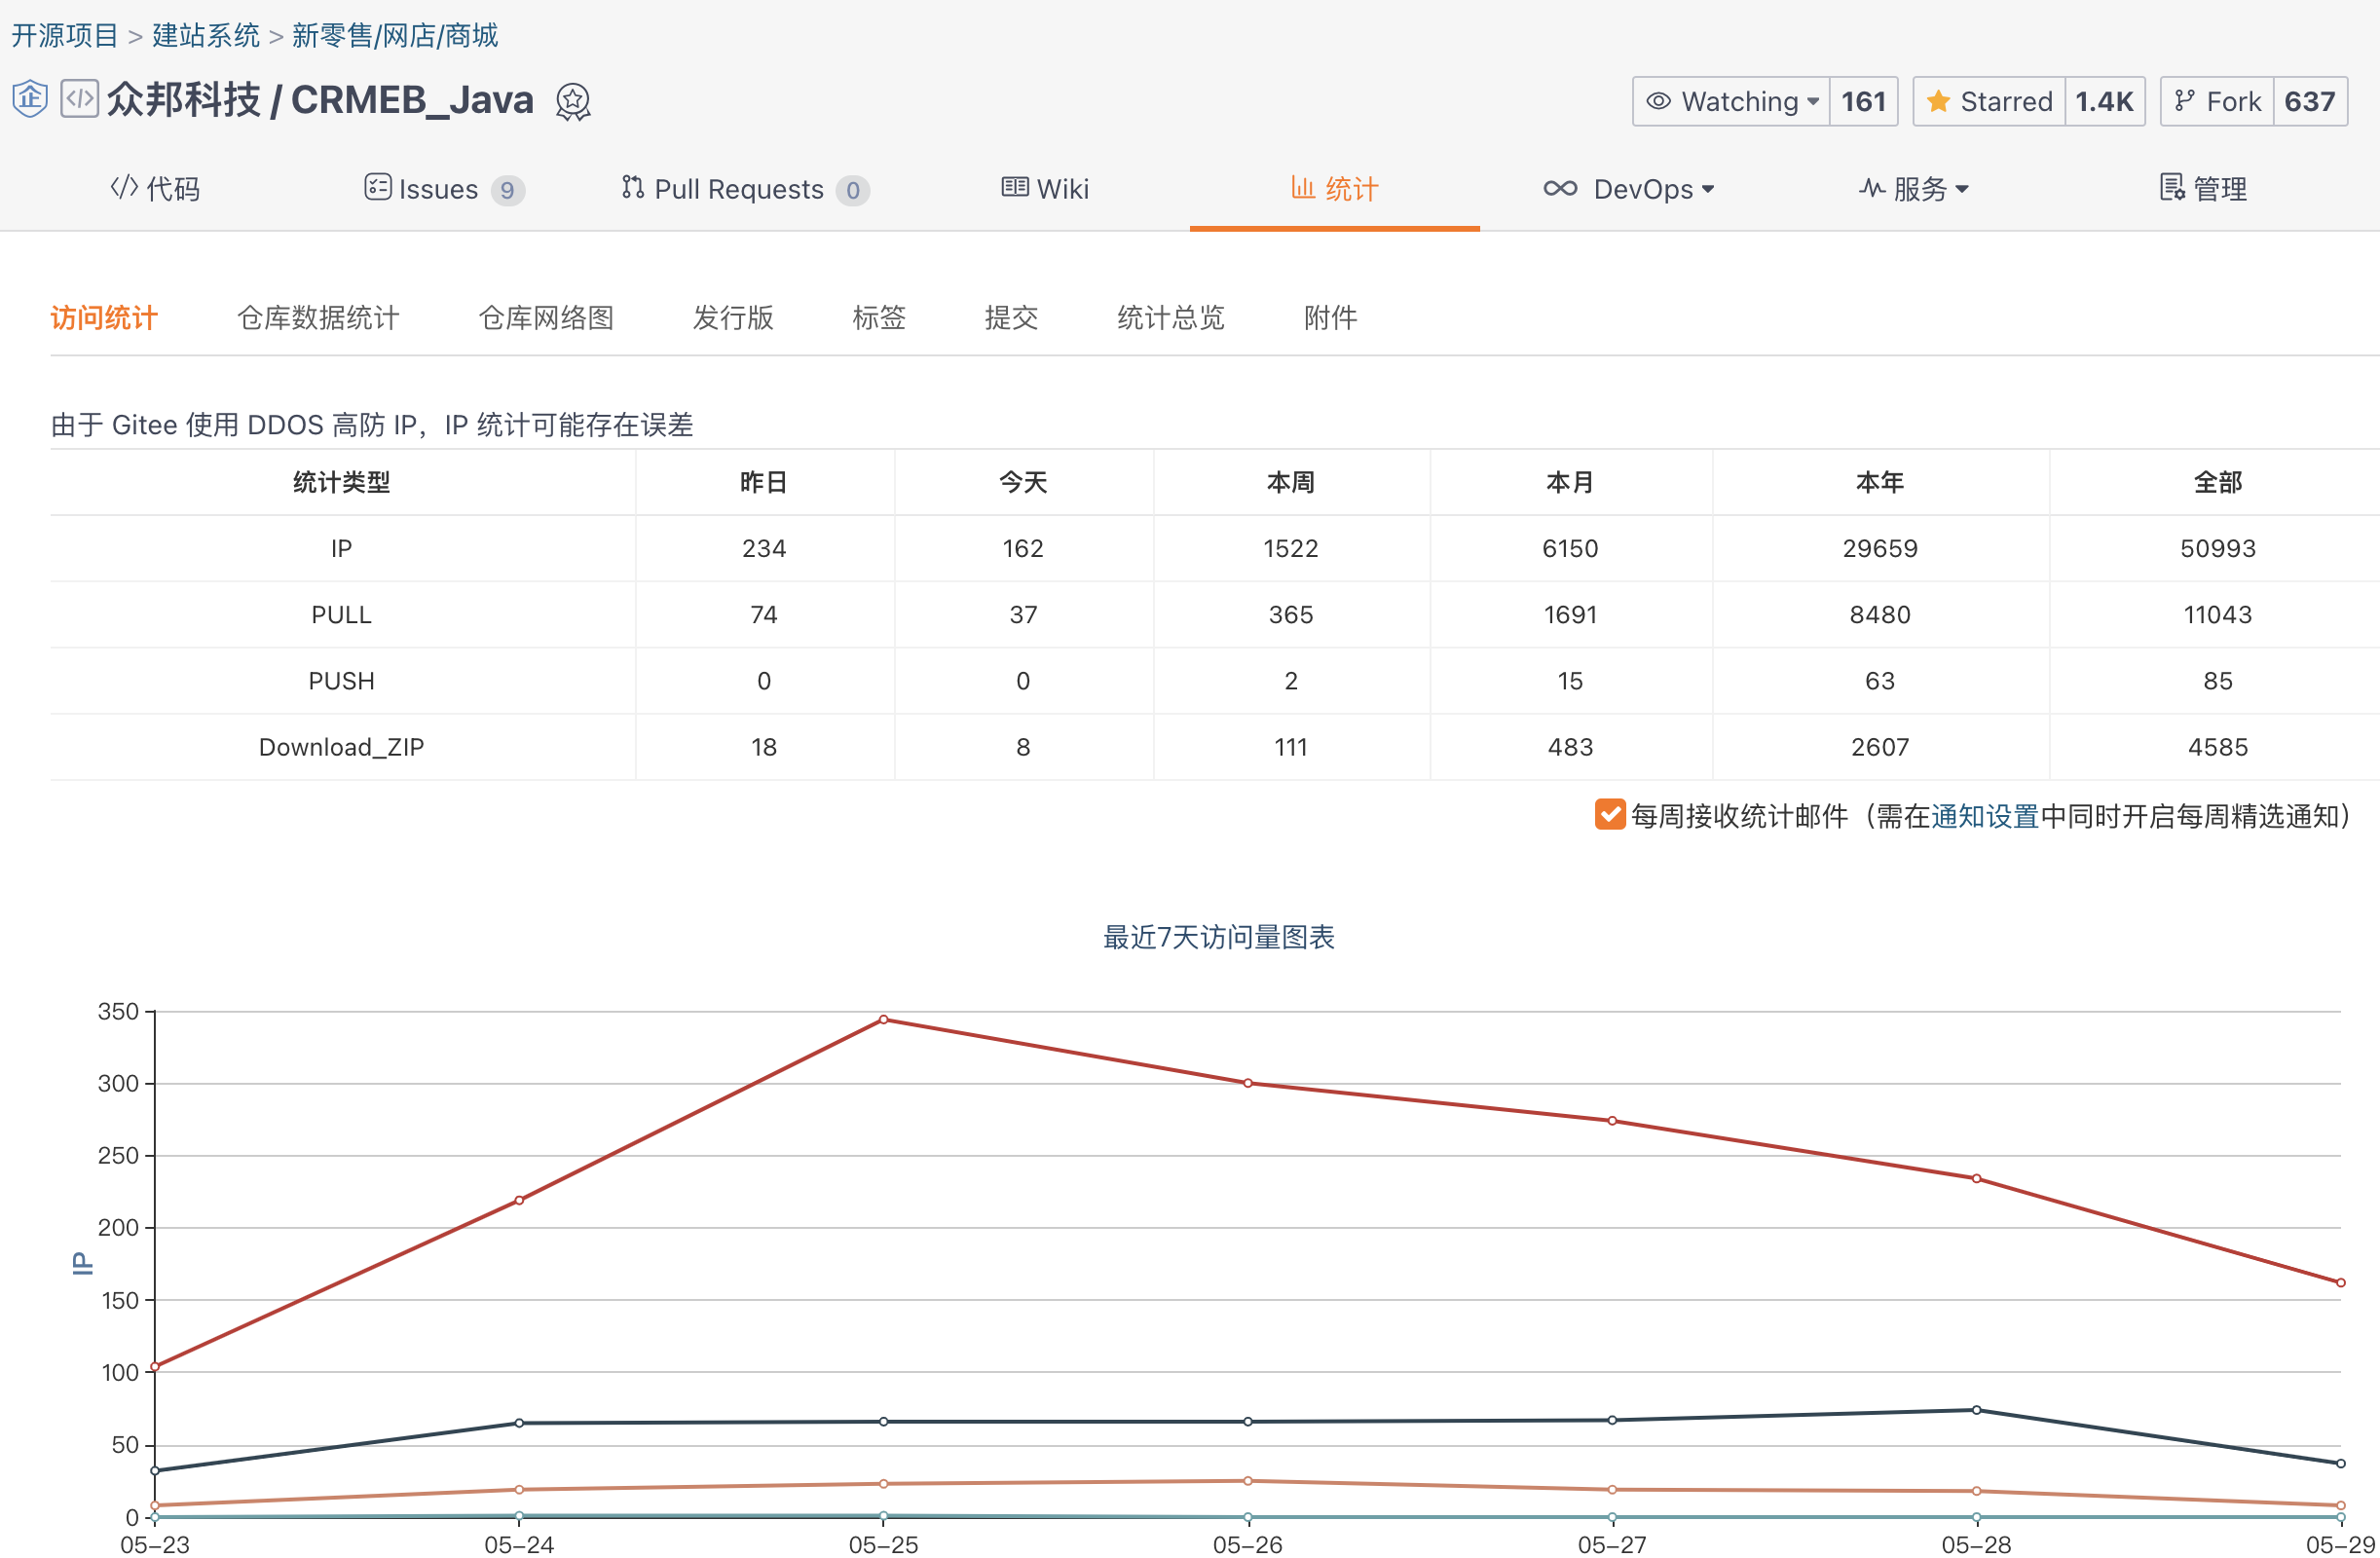 开源项目 > 建站系统 > 新零售/网店/商城
企 </> 众邦科技 / CRMEB_Java
Watching 161 Starred 1.4K Fork 637
</> 代码 Issues 9 Pull Requests 0 Wiki 统计 DevOps 服务 管理
访问统计 仓库数据统计 仓库网络图 发行版 标签 提交 统计总览 附件
由于 Gitee 使用 DDOS 高防 IP，IP 统计可能存在误差
统计类型 昨日 今天 本周 本月 本年 全部
IP 234 162 1522 6150 29659 50993
PULL 74 37 365 1691 8480 11043
PUSH 0 0 2 15 63 85
Download_ZIP 18 8 111 483 2607 4585
每周接收统计邮件（需在通知设置中同时开启每周精选通知）
最近7天访问量图表
350
300
250
200
IP
150
100
50
0
05-23 05-24 05-25 05-26 05-27 05-28 05-29